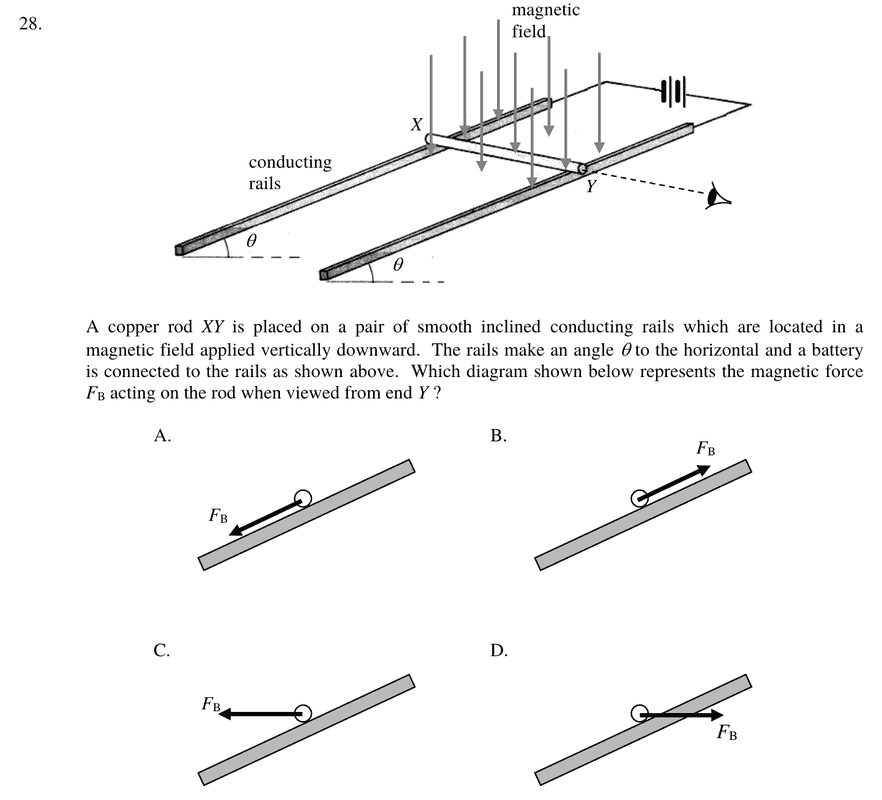 28.
magnetic
field
X
conducting
rails
Y
θ
θ
A copper rod XY is placed on a pair of smooth inclined conducting rails which are located in a
magnetic field applied vertically downward. The rails make an angle θ to the horizontal and a battery
is connected to the rails as shown above. Which diagram shown below represents the magnetic force
FB acting on the rod when viewed from end Y ?
A.
B.
FB
FB
C.
D.
FB
FB